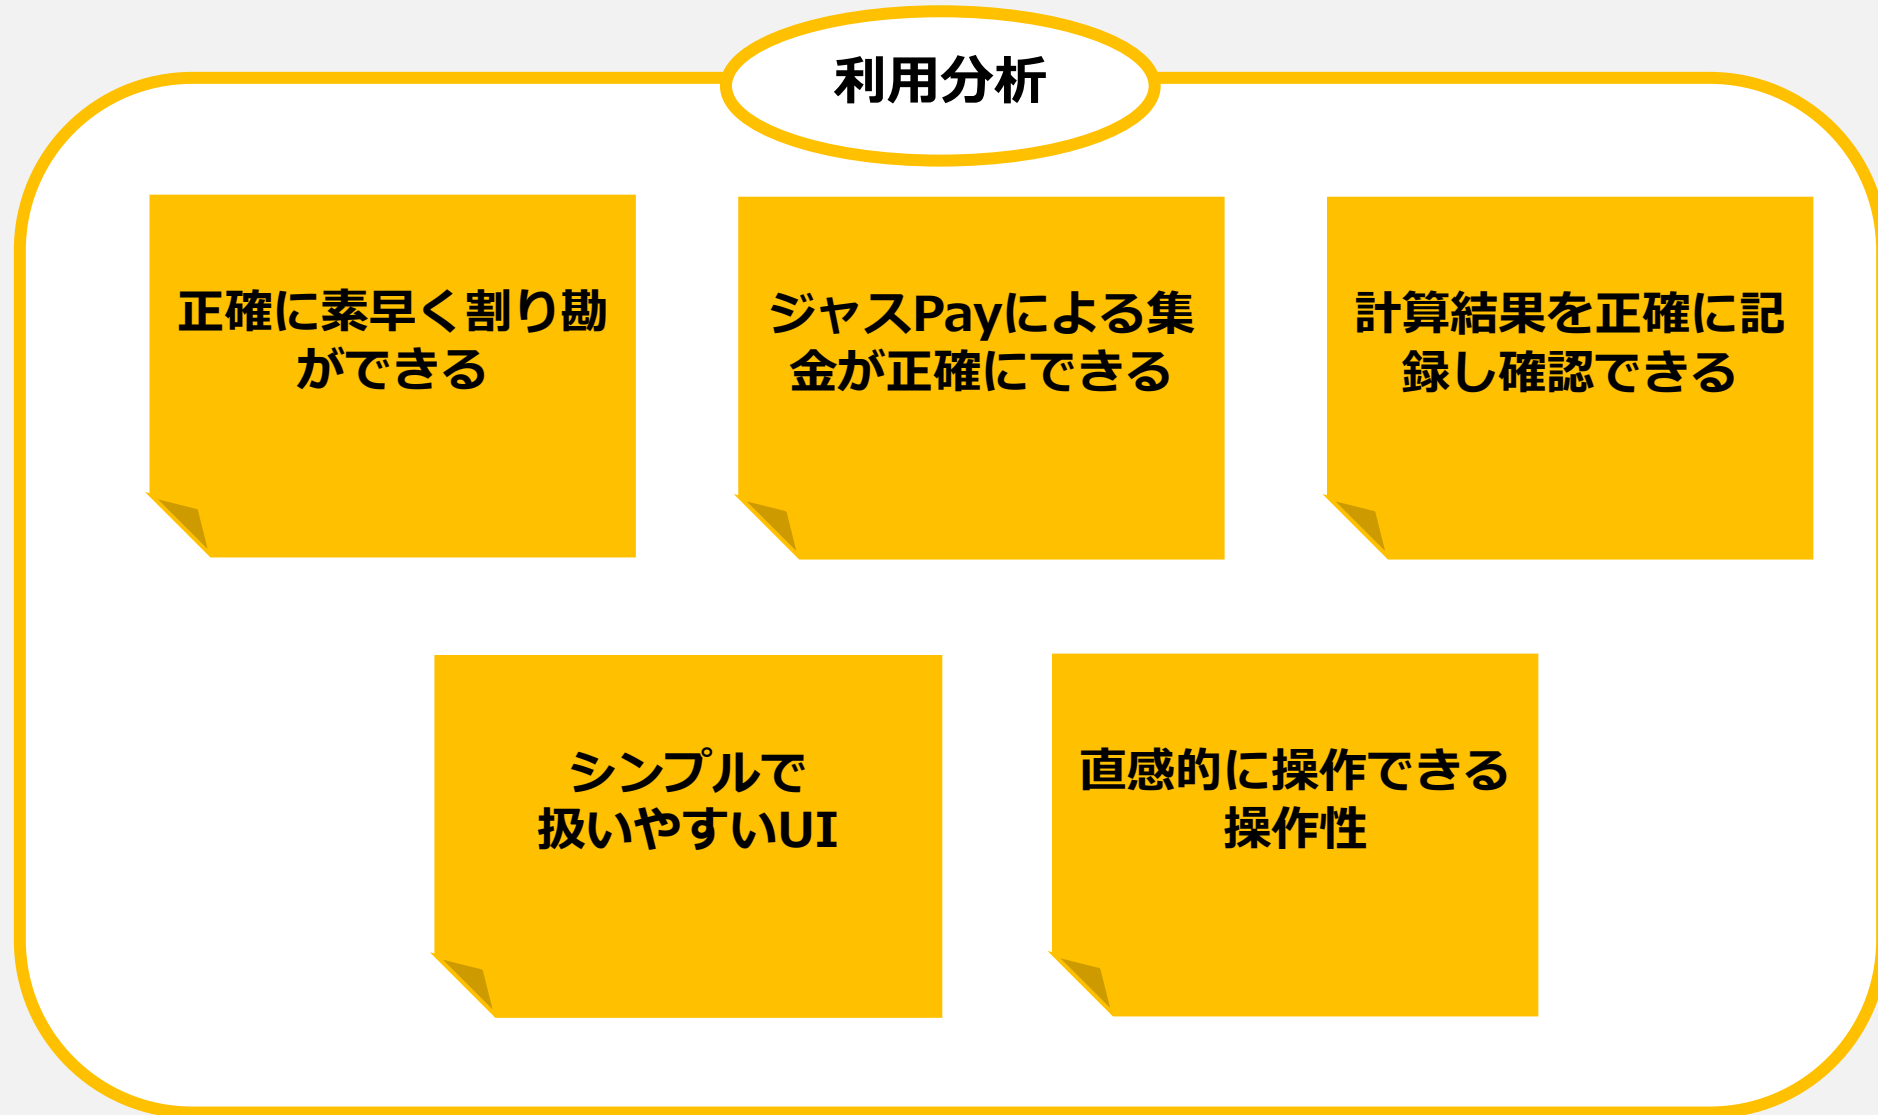 利用分析
正確に素早く割り勘
ができる
ジャスPayによる集
金が正確にできる
計算結果を正確に記
録し確認できる
シンプルで
扱いやすいUI
直感的に操作できる
操作性